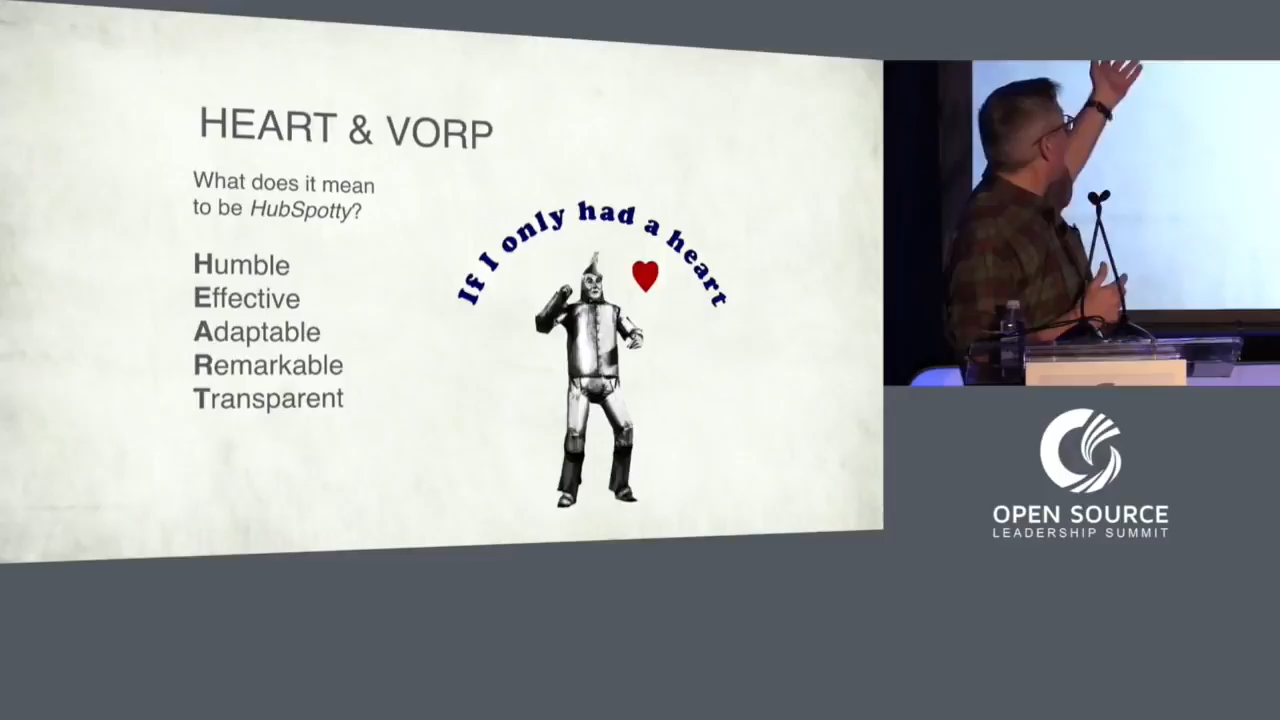 HEART & VORP
What does it mean
to be HubSpotty?
Humble
Effective
Adaptable
Remarkable
Transparent
If I only had a heart
OPEN SOURCE
LEADERSHIP SUMMIT